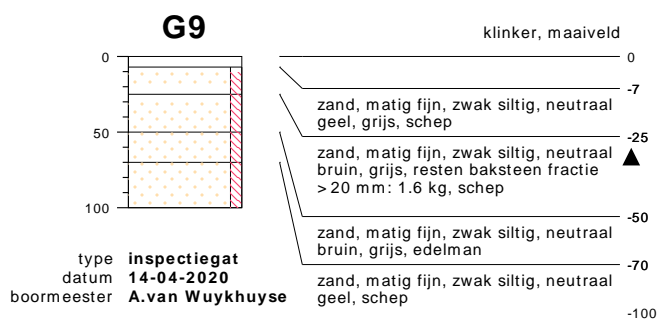 G9
klinker, maaiveld
0
0
-7
zand, matig fijn, zwak siltig, neutraal
geel, grijs, schep
-25
50
zand, matig fijn, zwak siltig, neutraal
bruin, grijs, resten baksteen fractie
>20 mm: 1.6 kg, schep
100
-50
zand, matig fijn, zwak siltig, neutraal
bruin, grijs, edelman
-70
zand, matig fijn, zwak siltig, neutraal
geel, schep
-100
type inspectiegat
datum 14-04-2020
boormeester A.van Wuykhuyse